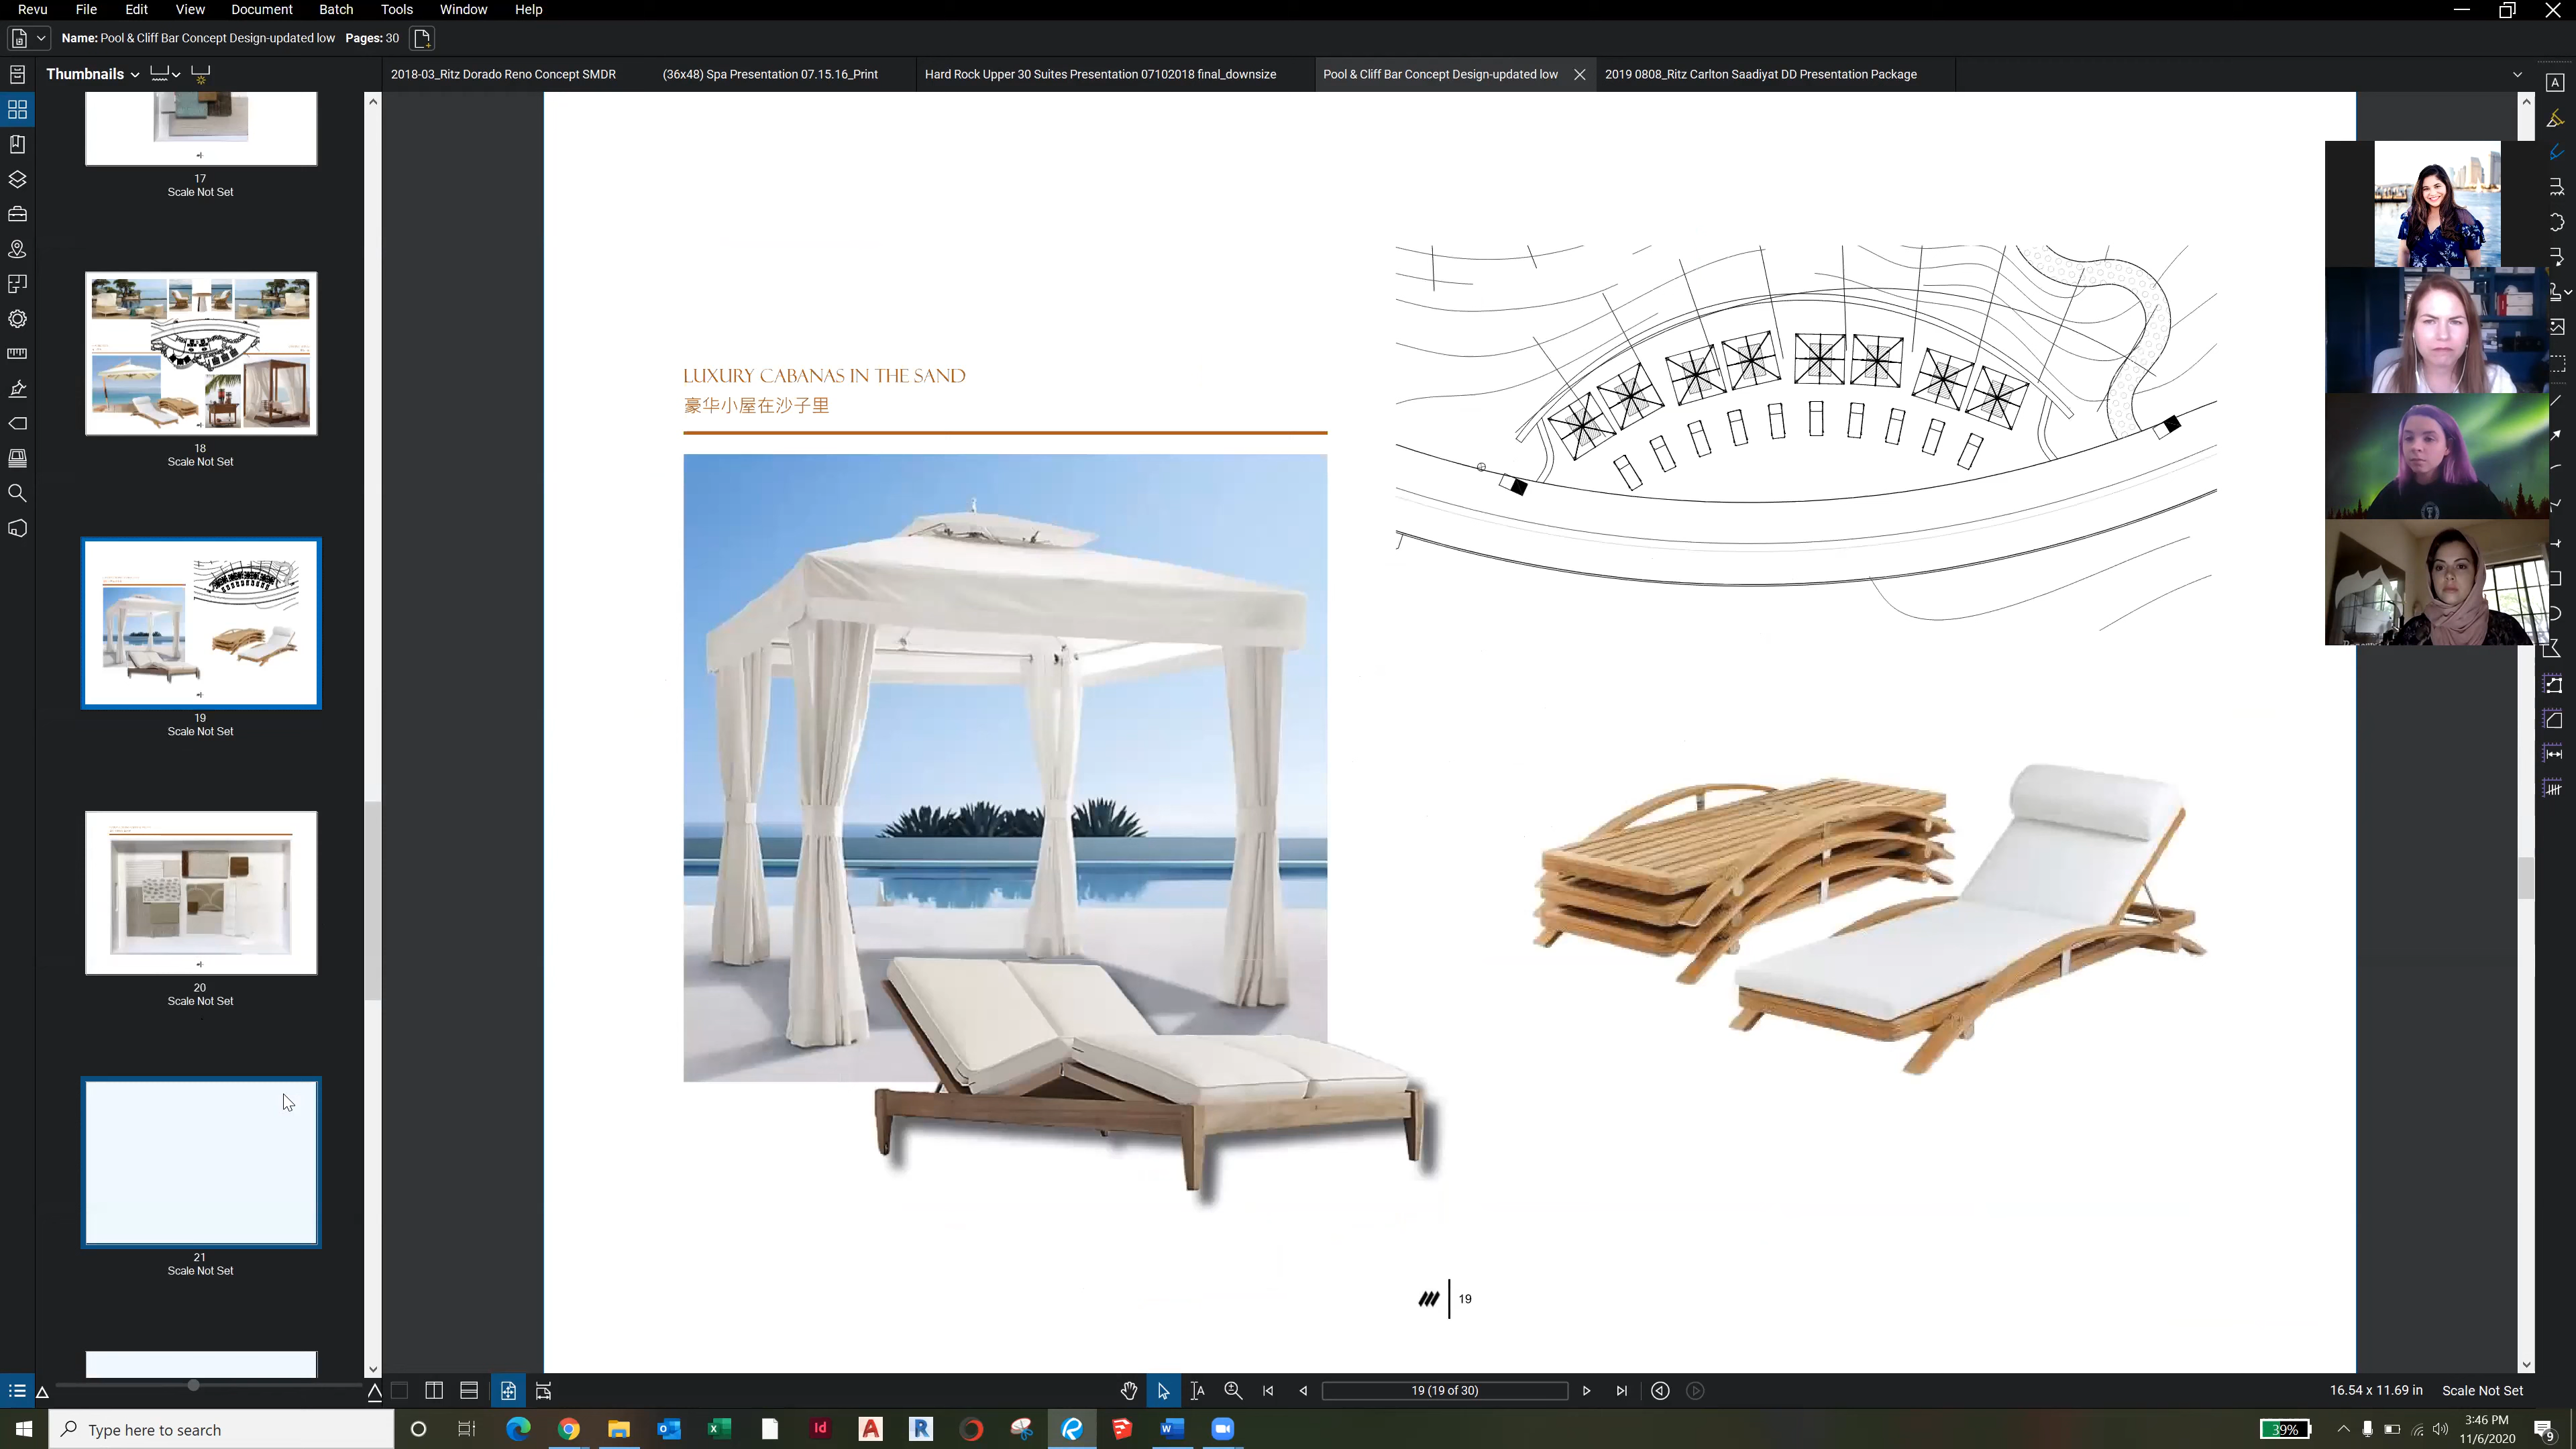 Revu File Edit View Document Batch Tools Window Help
Name: Pool & Cliff Bar Concept Design-updated low Pages: 30
Thumbnails
2018-03_Ritz Dorado Reno Concept SMDR
(36x48) Spa Presentation 07.15.16_Print
Hard Rock Upper 30 Suites Presentation 07102018 final_downsize
Pool & Cliff Bar Concept Design-updated low
2019 0808_Ritz Carlton Saadiyat DD Presentation Package
17
Scale Not Set
18
Scale Not Set
19
Scale Not Set
20
Scale Not Set
21
Scale Not Set
LUXURY CABANAS IN THE SAND
豪华小屋在沙子里
19
19 (19 of 30)
16.54 x 11.69 in
Scale Not Set
Type here to search
39%
3:46 PM
11/6/2020
9